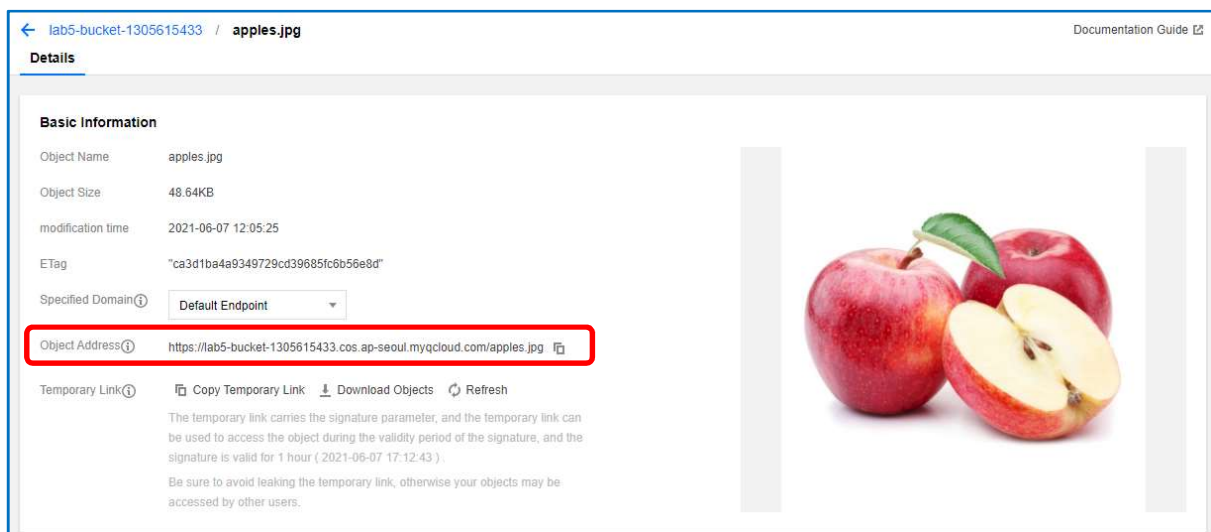 ← lab5-bucket-1305615433 / apples.jpg Documentation Guide
Details
Basic Information
Object Name apples.jpg
Object Size 48.64KB
modification time 2021-06-07 12:05:25
ETag "ca3d1ba4a9349729cd39685fc6b56e8d"
Specified Domain Default Endpoint
Object Address https://lab5-bucket-1305615433.cos.ap-seoul.myqcloud.com/apples.jpg
Temporary Link Copy Temporary Link Download Objects Refresh
The temporary link carries the signature parameter, and the temporary link can
be used to access the object during the validity period of the signature, and the
signature is valid for 1 hour ( 2021-06-07 17:12:43 ) .
Be sure to avoid leaking the temporary link, otherwise your objects may be
accessed by other users.